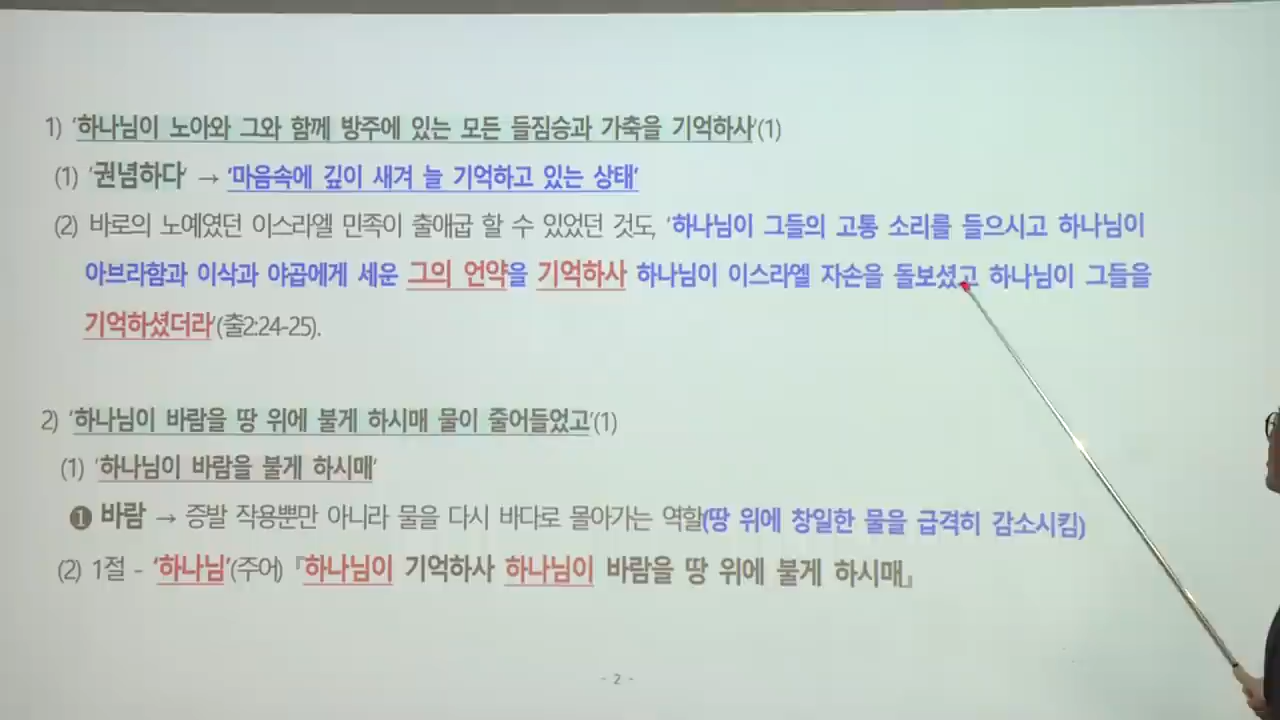 1) '하나님이 노아와 그와 함께 방주에 있는 모든 들짐승과 가축을 기억하사'(1)
(1) '권념하다' → '마음속에 깊이 새겨 늘 기억하고 있는 상태'
(2) 바로의 노예였던 이스라엘 민족이 출애굽 할 수 있었던 것도, '하나님이 그들의 고통 소리를 들으시고 하나님이
아브라함과 이삭과 야곱에게 세운 그의 언약을 기억하사 하나님이 이스라엘 자손을 돌보셨고 하나님이 그들을
기억하셨더라'(출2:24-25).
2) '하나님이 바람을 땅 위에 불게 하시매 물이 줄어들었고'(1)
(1) '하나님이 바람을 불게 하시매'
❶ 바람 → 증발 작용뿐만 아니라 물을 다시 바다로 몰아가는 역할(땅 위에 창일한 물을 급격히 감소시킴)
(2) 1절 - '하나님'(주어) 『하나님이 기억하사 하나님이 바람을 땅 위에 불게 하시매』
- 2 -